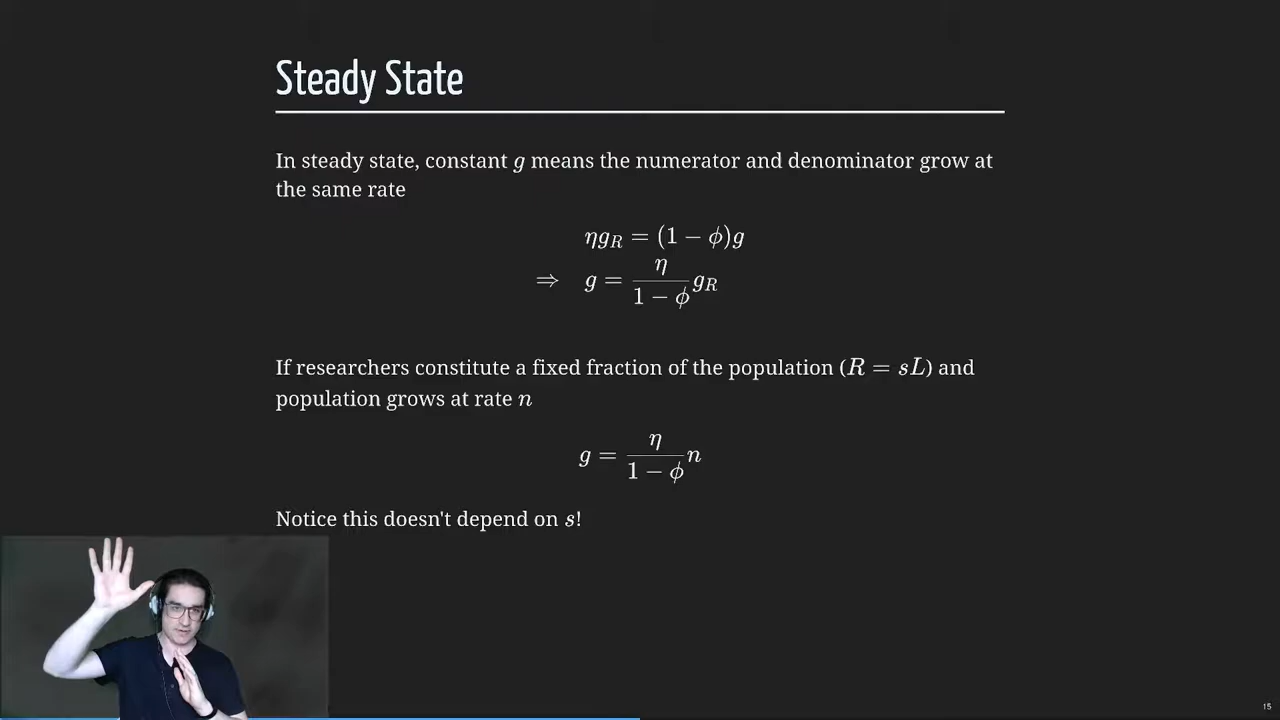 Steady State
In steady state, constant g means the numerator and denominator grow at
the same rate
ηg_R = (1 − ϕ)g
⇒ g = \frac{η}{1 − ϕ} g_R
If researchers constitute a fixed fraction of the population (R = sL) and
population grows at rate n
g = \frac{η}{1 − ϕ} n
Notice this doesn't depend on s!
15